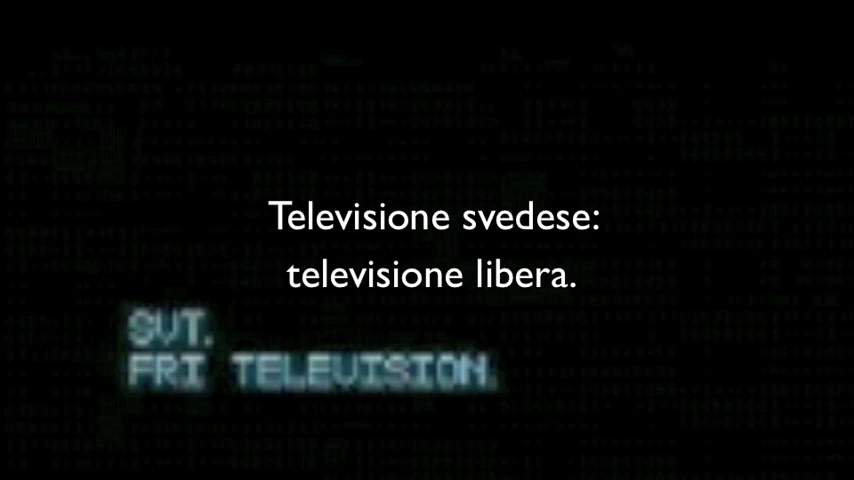 Televisione svedese:
televisione libera.
SVT.
FRI TELEVISION.